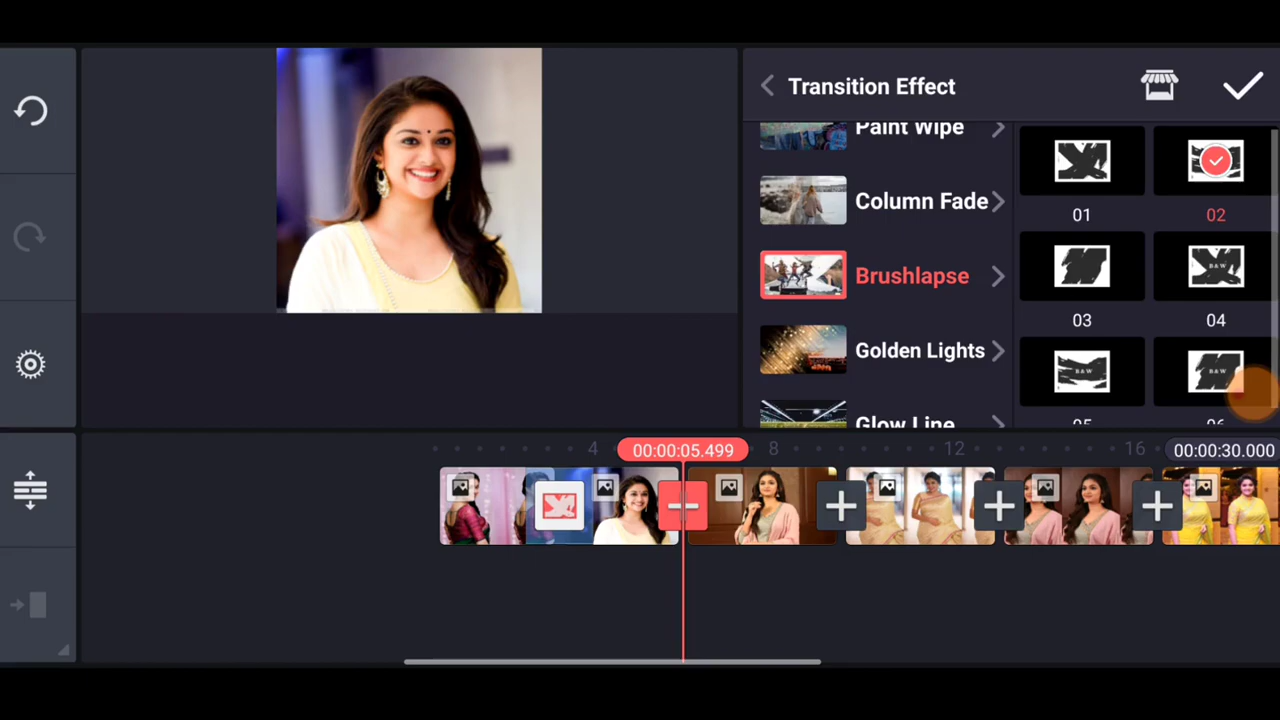 Transition Effect
Paint Wipe
Column Fade
Brushlapse
Golden Lights
Glow Line
01
02
03
B & W
04
B & W
05
B & W
06
4
00:00:05.499
8
12
16
00:00:30.000